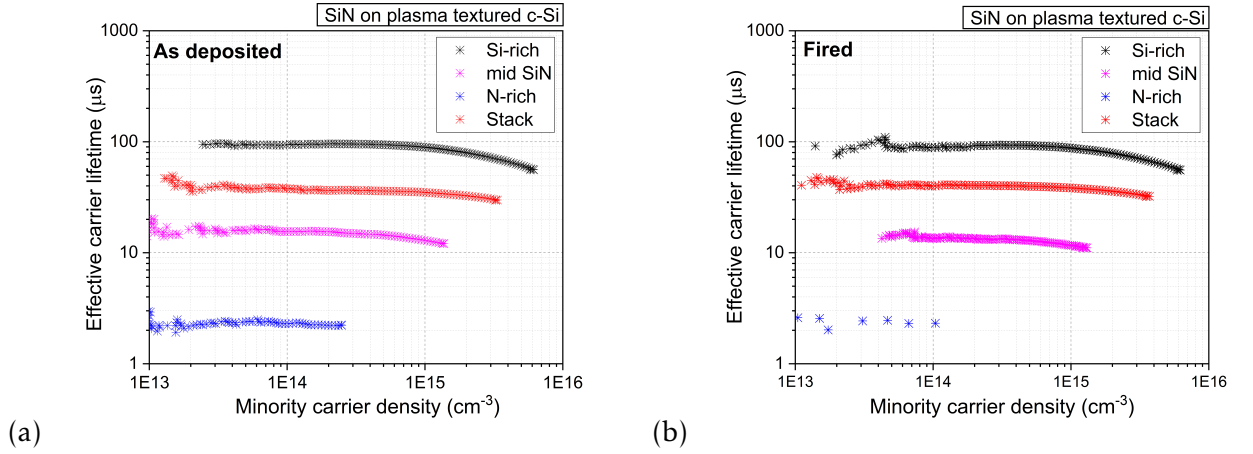 SiN on plasma textured c-Si
As deposited
Si-rich
mid SiN
N-rich
Stack
1000
100
10
1
Effective carrier lifetime (μs)
1E13
1E14
1E15
1E16
Minority carrier density (cm⁻³)
(a)
SiN on plasma textured c-Si
Fired
Si-rich
mid SiN
N-rich
Stack
1000
100
10
1
Effective carrier lifetime (μs)
1E13
1E14
1E15
1E16
Minority carrier density (cm⁻³)
(b)